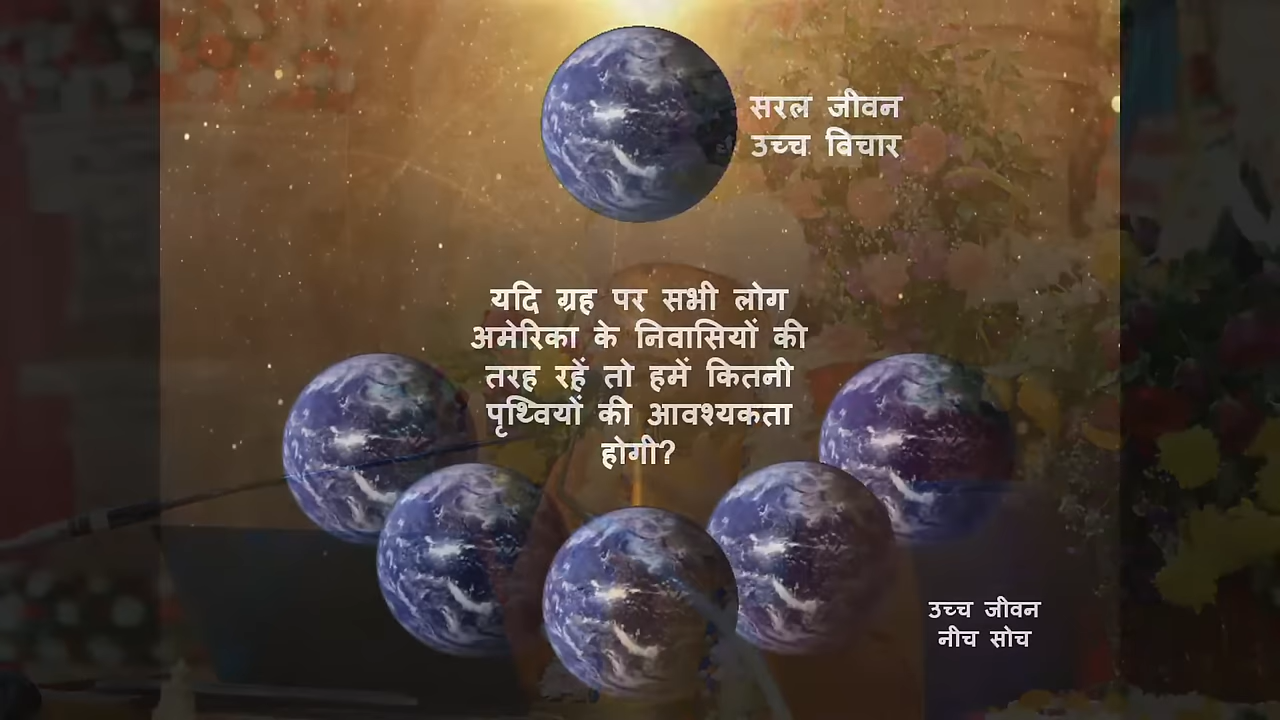 सरल जीवन
उच्च विचार
यदि ग्रह पर सभी लोग
अमेरिका के निवासियों की
तरह रहें तो हमें कितनी
पृथ्वियों की आवश्यकता
होगी?
उच्च जीवन
नीच सोच